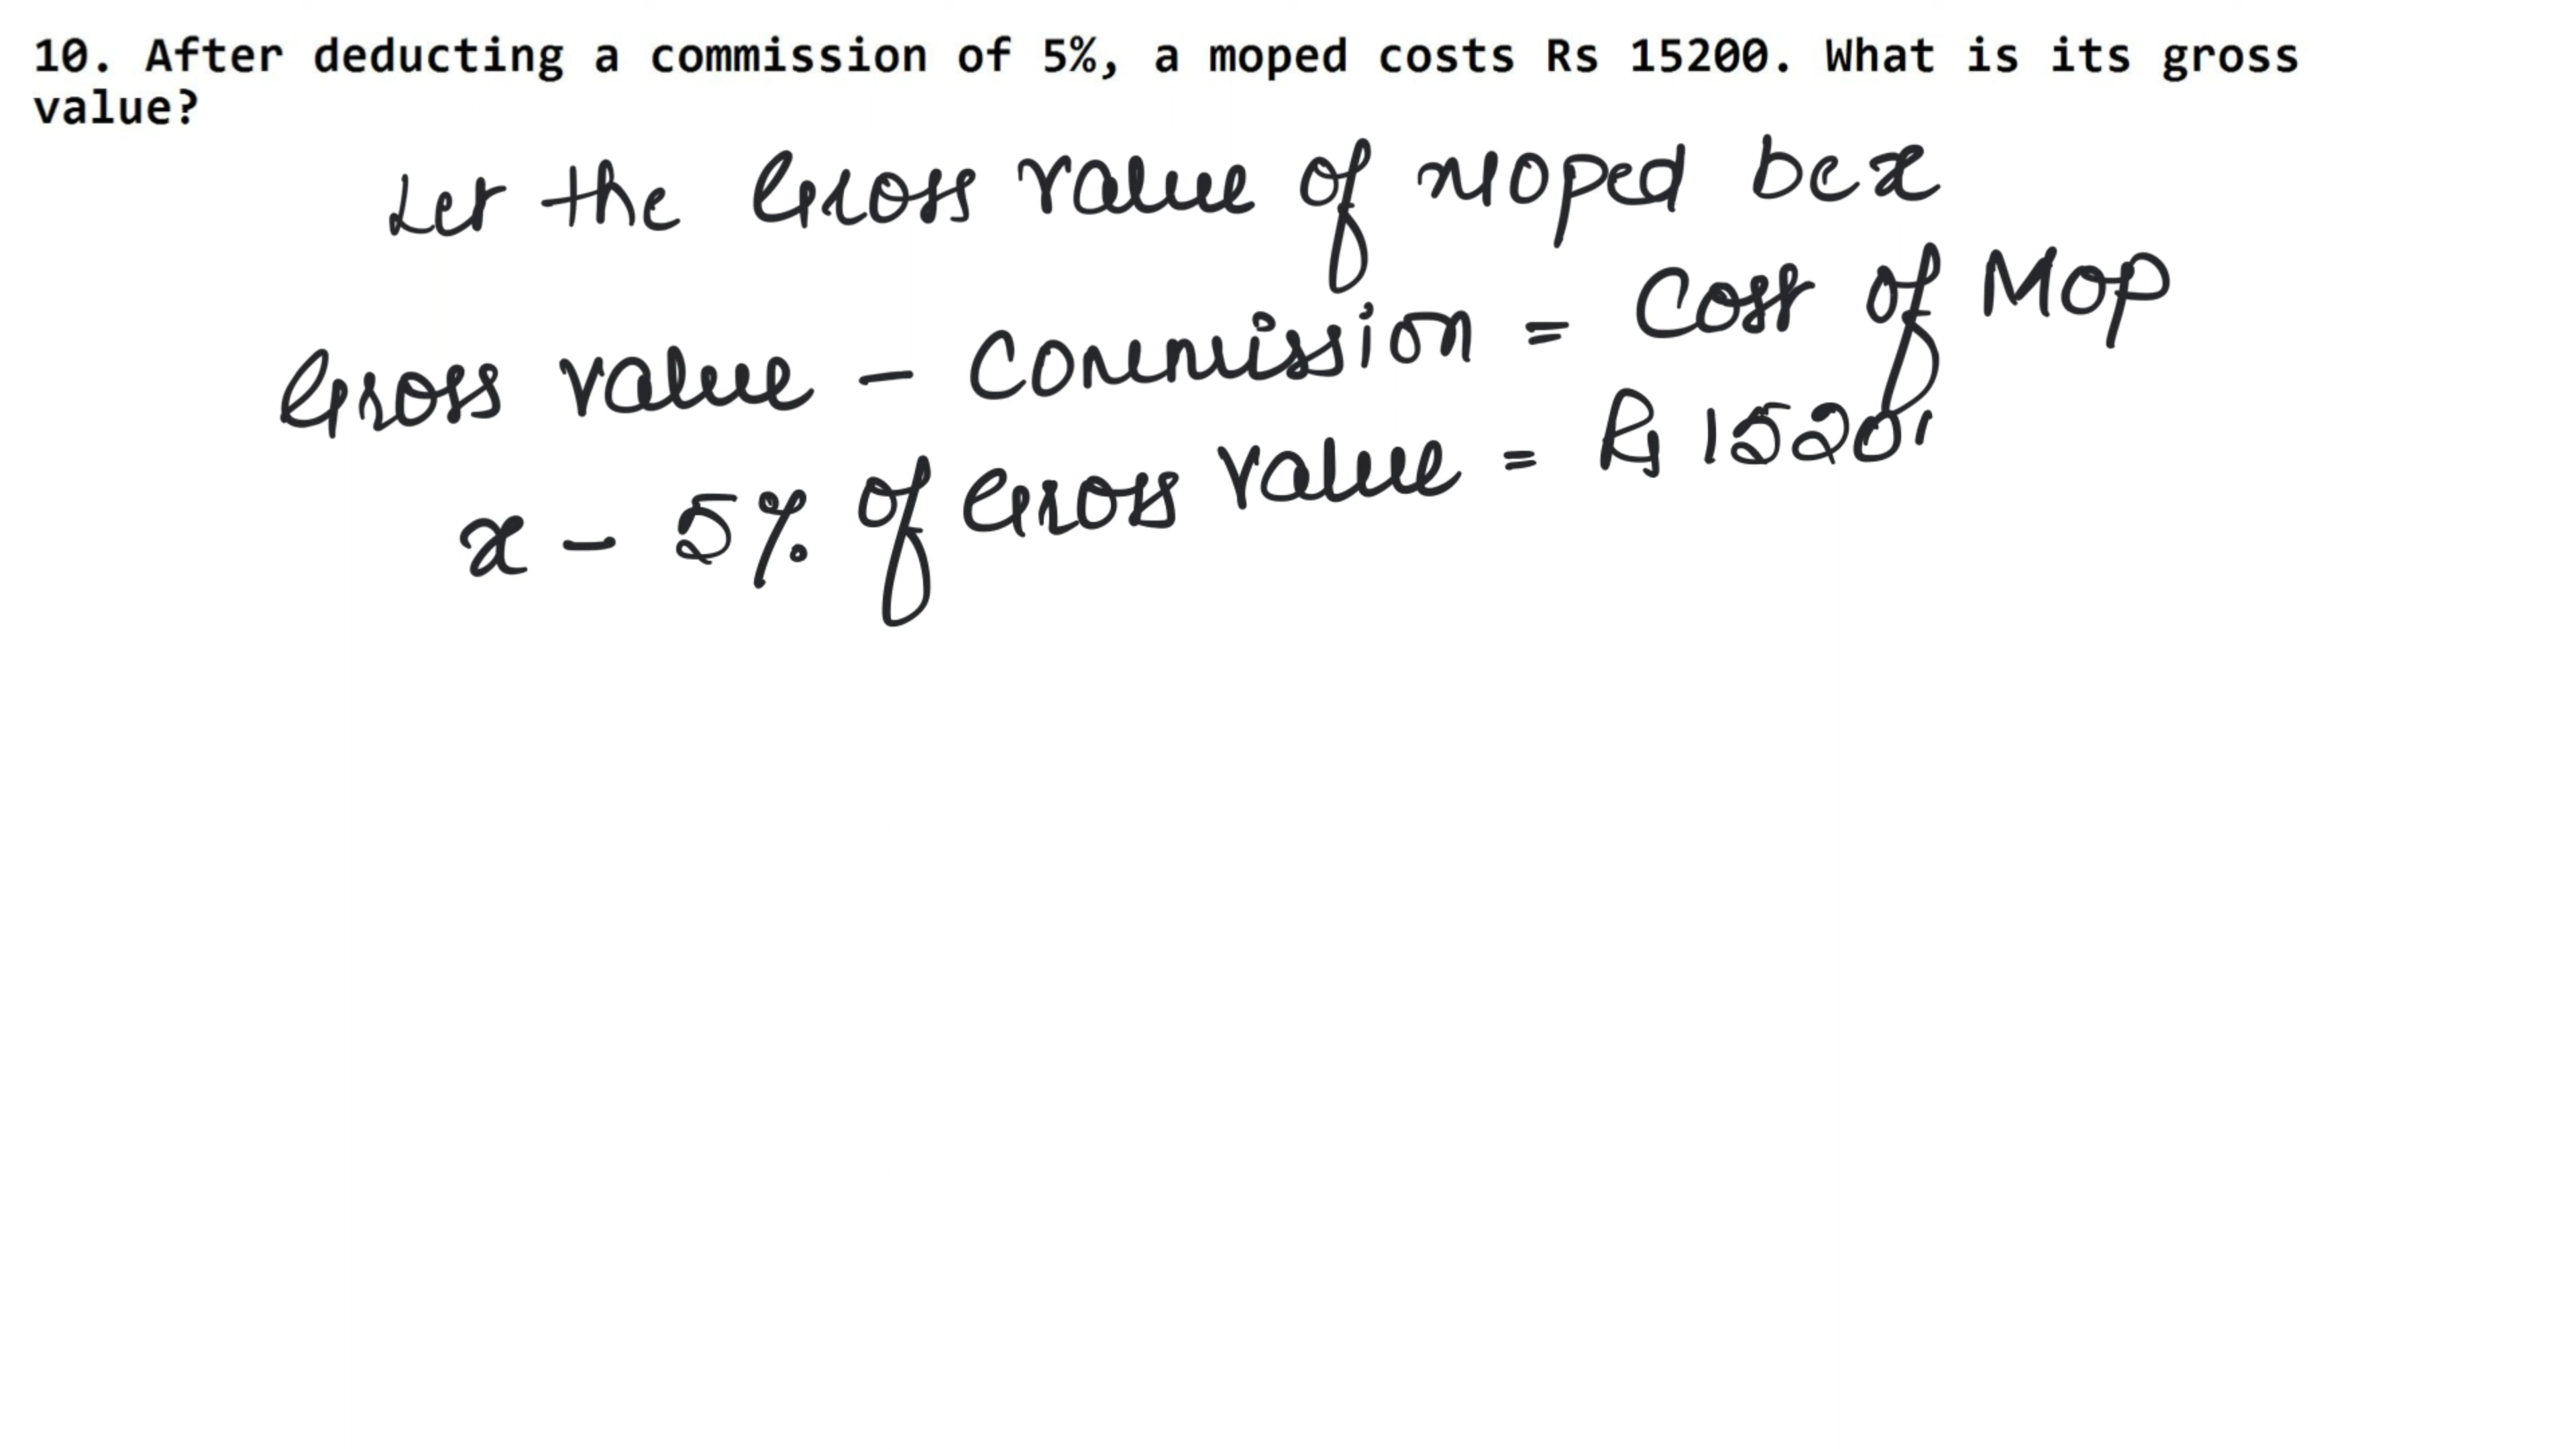 10. After deducting a commission of 5%, a moped costs Rs 15200. What is its gross
value?
Let the Gross value of Moped be x
Gross value - Commission = Cost of Mop
x - 5% of Gross value = Rs 1520